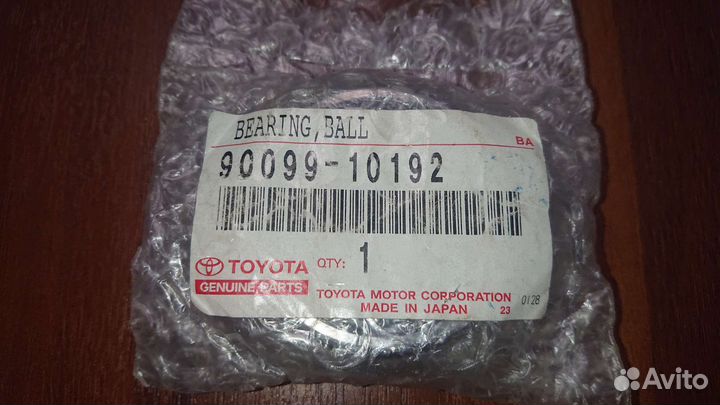 BEARING,BALL
BA
90099-10192
TOYOTA QTY: 1
GENUINE PARTS
TOYOTA MOTOR CORPORATION 0128
MADE IN JAPAN 23
Avito